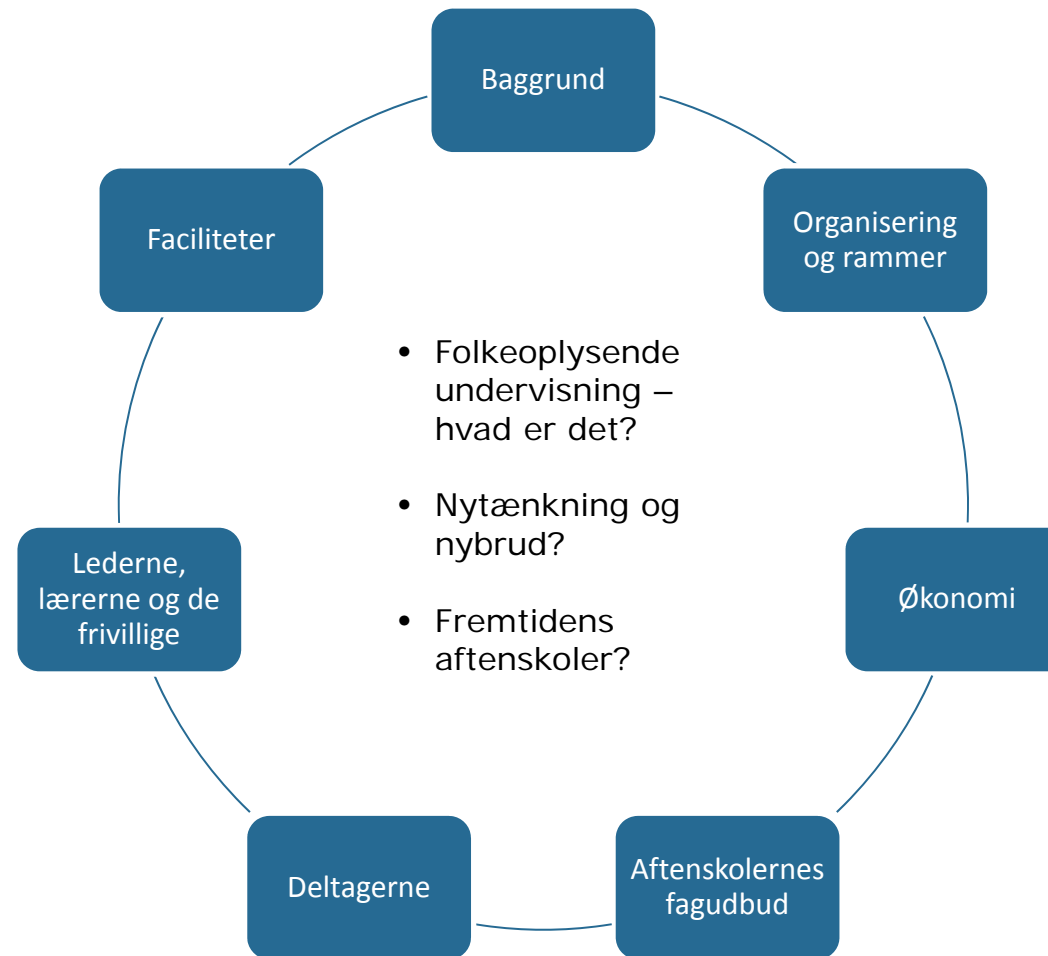 Baggrund
Organisering
og rammer
Økonomi
Aftenskolernes
fagudbud
Deltagerne
Lederne,
lærerne og de
frivillige
Faciliteter
• Folkeoplysende
undervisning –
hvad er det?
• Nytænkning og
nybrud?
• Fremtidens
aftenskoler?